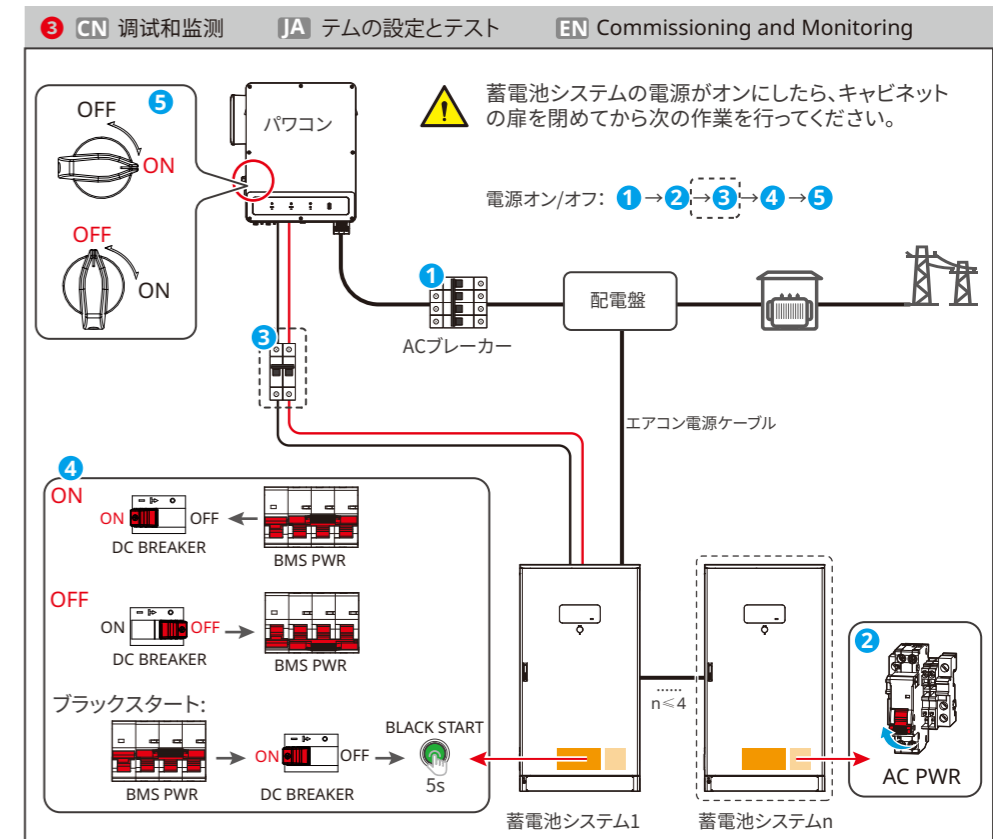 3 CN 调试和监测 JA テムの設定とテスト EN Commissioning and Monitoring
OFF 5
ON
OFF
ON
パワコン
蓄電池システムの電源がオンにしたら、キャビネット
の扉を閉めてから次の作業を行ってください。
電源オン/オフ: 1→2→3→4→5
1
ACブレーカー
配電盤
3
エアコン電源ケーブル
4
ON
ON OFF
DC BREAKER
BMS PWR
OFF
ON OFF
DC BREAKER
BMS PWR
ブラックスタート:
BMS PWR
ON OFF
DC BREAKER
BLACK START
5s
......
n≤4
2
AC PWR
蓄電池システム1
蓄電池システムn